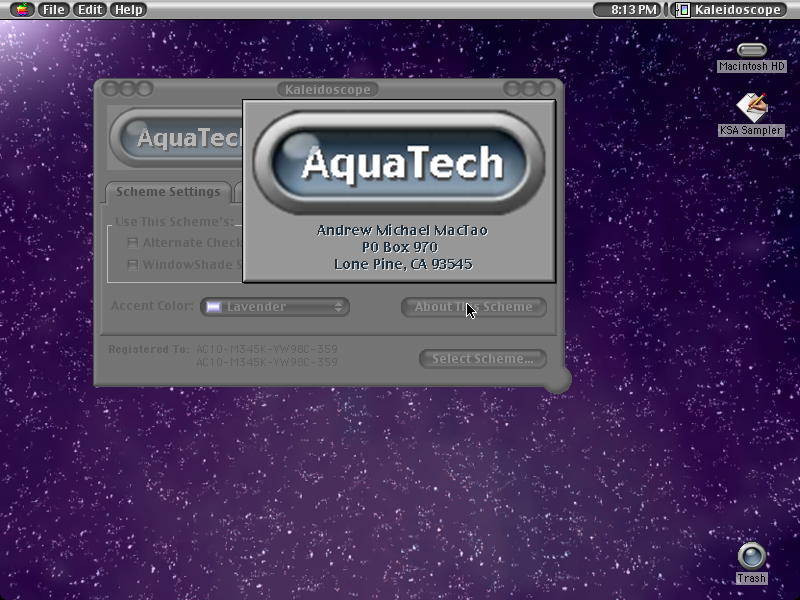 File Edit Help 8:13 PM Kaleidoscope
Macintosh HD
KSA Sampler
Kaleidoscope
AquaTech
Scheme Settings
Use This Scheme's:
Alternate Check
WindowShade S
AquaTech
Andrew Michael MacTao
PO Box 970
Lone Pine, CA 93545
Accent Color: Lavender About This Scheme
Registered To: AC10-M345K-YW98C-359
AC10-M345K-YW98C-359
Select Scheme...
Trash